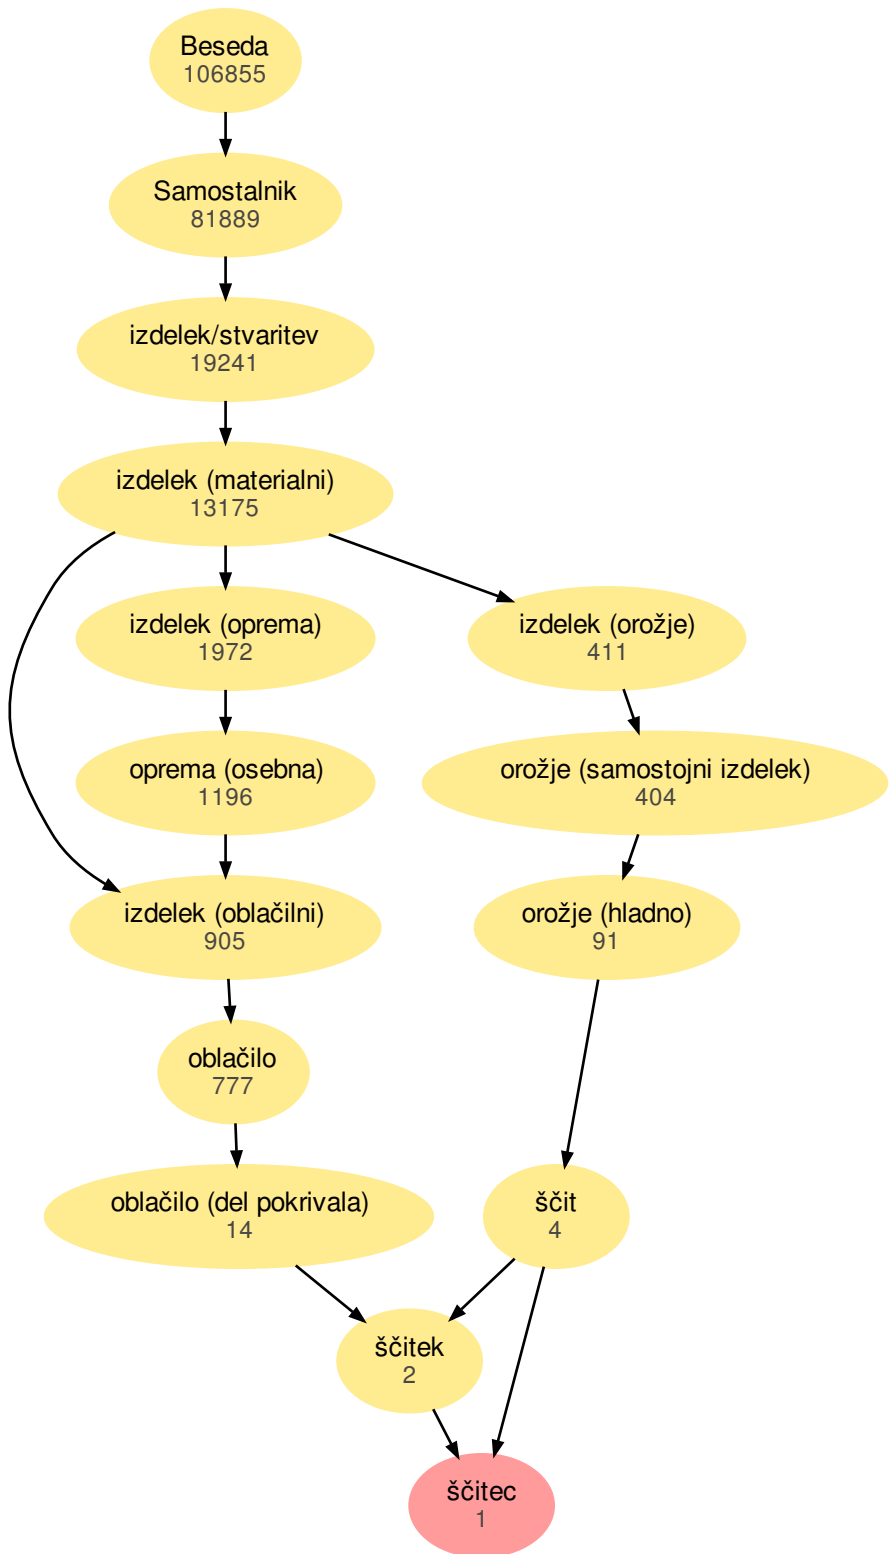 Beseda
106855
Samostalnik
81889
izdelek/stvaritev
19241
izdelek (materialni)
13175
izdelek (oprema)
1972
izdelek (orožje)
411
oprema (osebna)
1196
orožje (samostojni izdelek)
404
izdelek (oblačilni)
905
orožje (hladno)
91
oblačilo
777
oblačilo (del pokrivala)
14
ščit
4
ščitek
2
ščitec
1